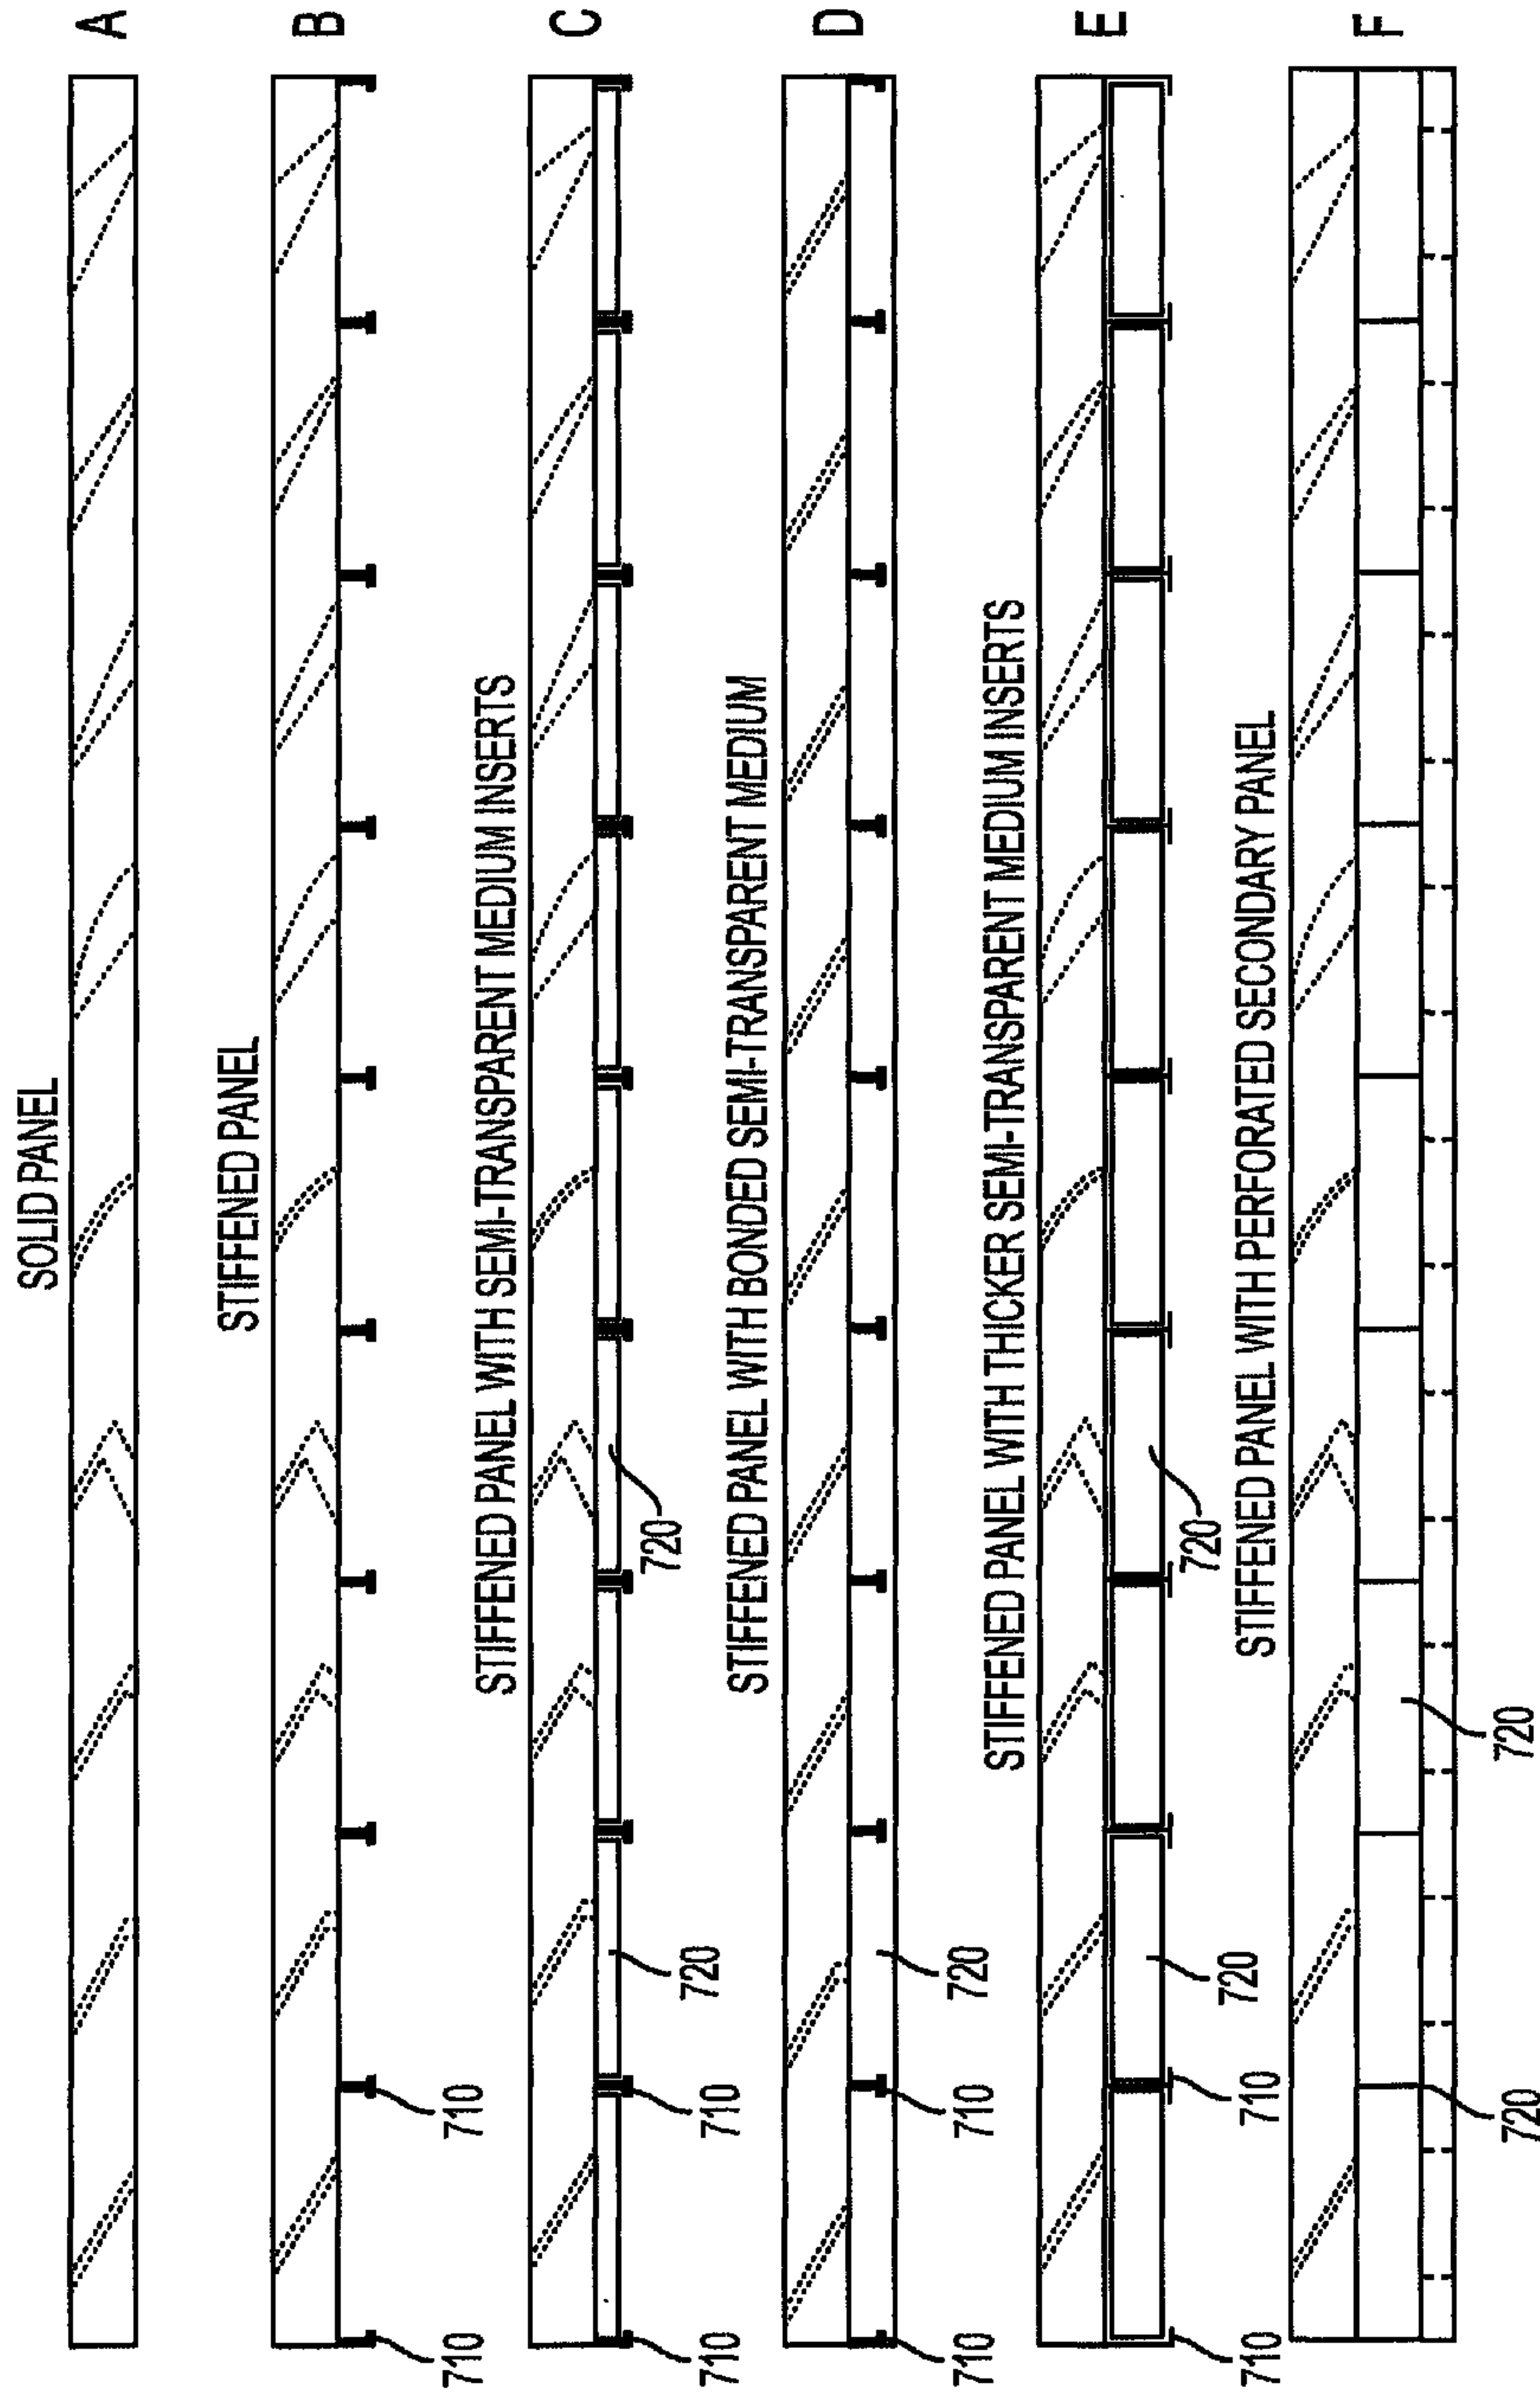 SOLID PANEL
A
STIFFENED PANEL
B
710
710
STIFFENED PANEL WITH SEMI-TRANSPARENT MEDIUM INSERTS
C
710
710
720
720
STIFFENED PANEL WITH BONDED SEMI-TRANSPARENT MEDIUM
D
710
710
720
STIFFENED PANEL WITH THICKER SEMI-TRANSPARENT MEDIUM INSERTS
E
710
710
720
720
STIFFENED PANEL WITH PERFORATED SECONDARY PANEL
F
720
720